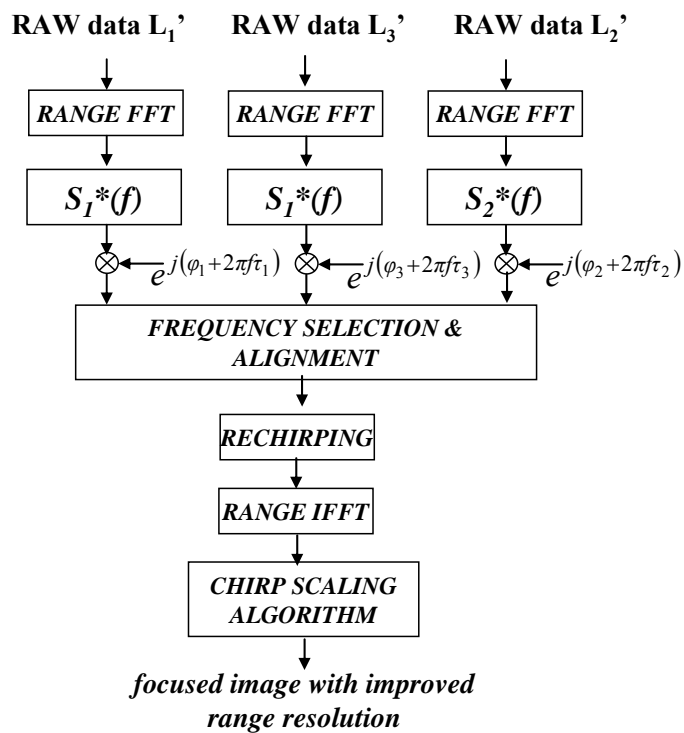 RAW data L₁’ RAW data L₃’ RAW data L₂’
RANGE FFT RANGE FFT RANGE FFT
S₁*(f) S₁*(f) S₂*(f)
⊗ e^j(φ₁+2πfτ₁) ⊗ e^j(φ₃+2πfτ₃) ⊗ e^j(φ₂+2πfτ₂)
FREQUENCY SELECTION &
ALIGNMENT
RECHIRPING
RANGE IFFT
CHIRP SCALING
ALGORITHM
focused image with improved
range resolution